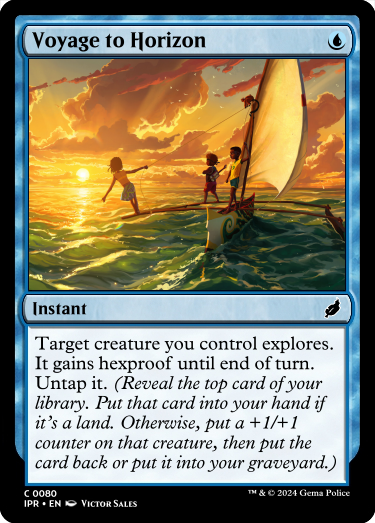 Voyage to Horizon
Instant
Target creature you control explores.
It gains hexproof until end of turn.
Untap it. (Reveal the top card of your
library. Put that card into your hand if
it's a land. Otherwise, put a +1/+1
counter on that creature, then put the
card back or put it into your graveyard.)
C 0080
IPR • EN Victor Sales
™ & © 2024 Gema Police